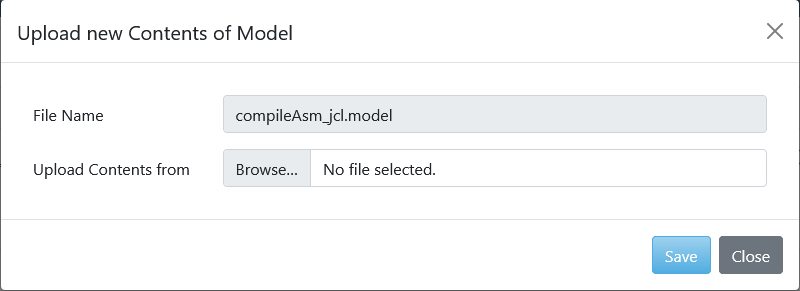 Upload new Contents of Model
File Name compileAsm_jcl.model
Upload Contents from Browse... No file selected.
Save Close